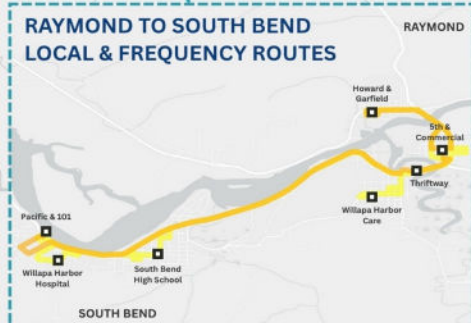 RAYMOND TO SOUTH BEND
LOCAL & FREQUENCY ROUTES
RAYMOND
Howard &
Garfield
5th &
Commercial
Thriftway
Willapa Harbor
Care
Pacific & 101
Willapa Harbor
Hospital
South Bend
High School
SOUTH BEND